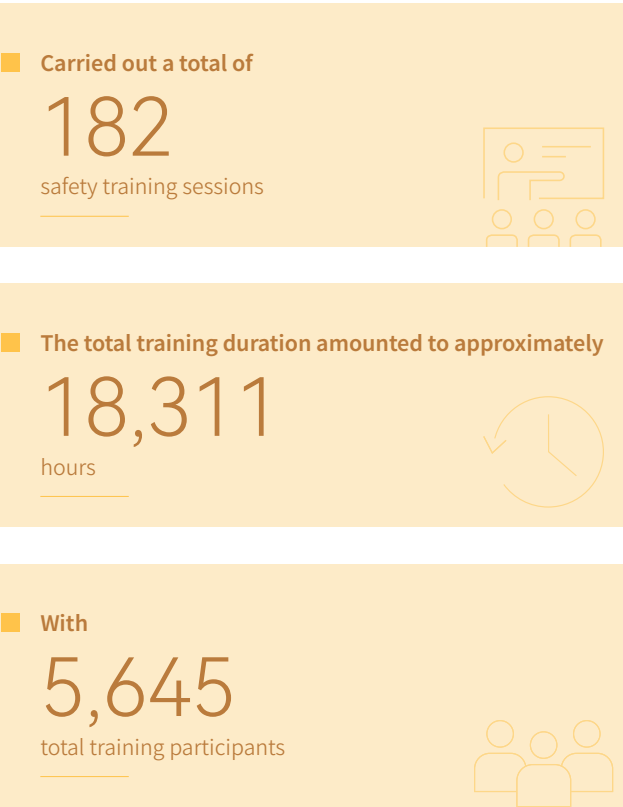 Carried out a total of
182
safety training sessions
The total training duration amounted to approximately
18,311
hours
With
5,645
total training participants